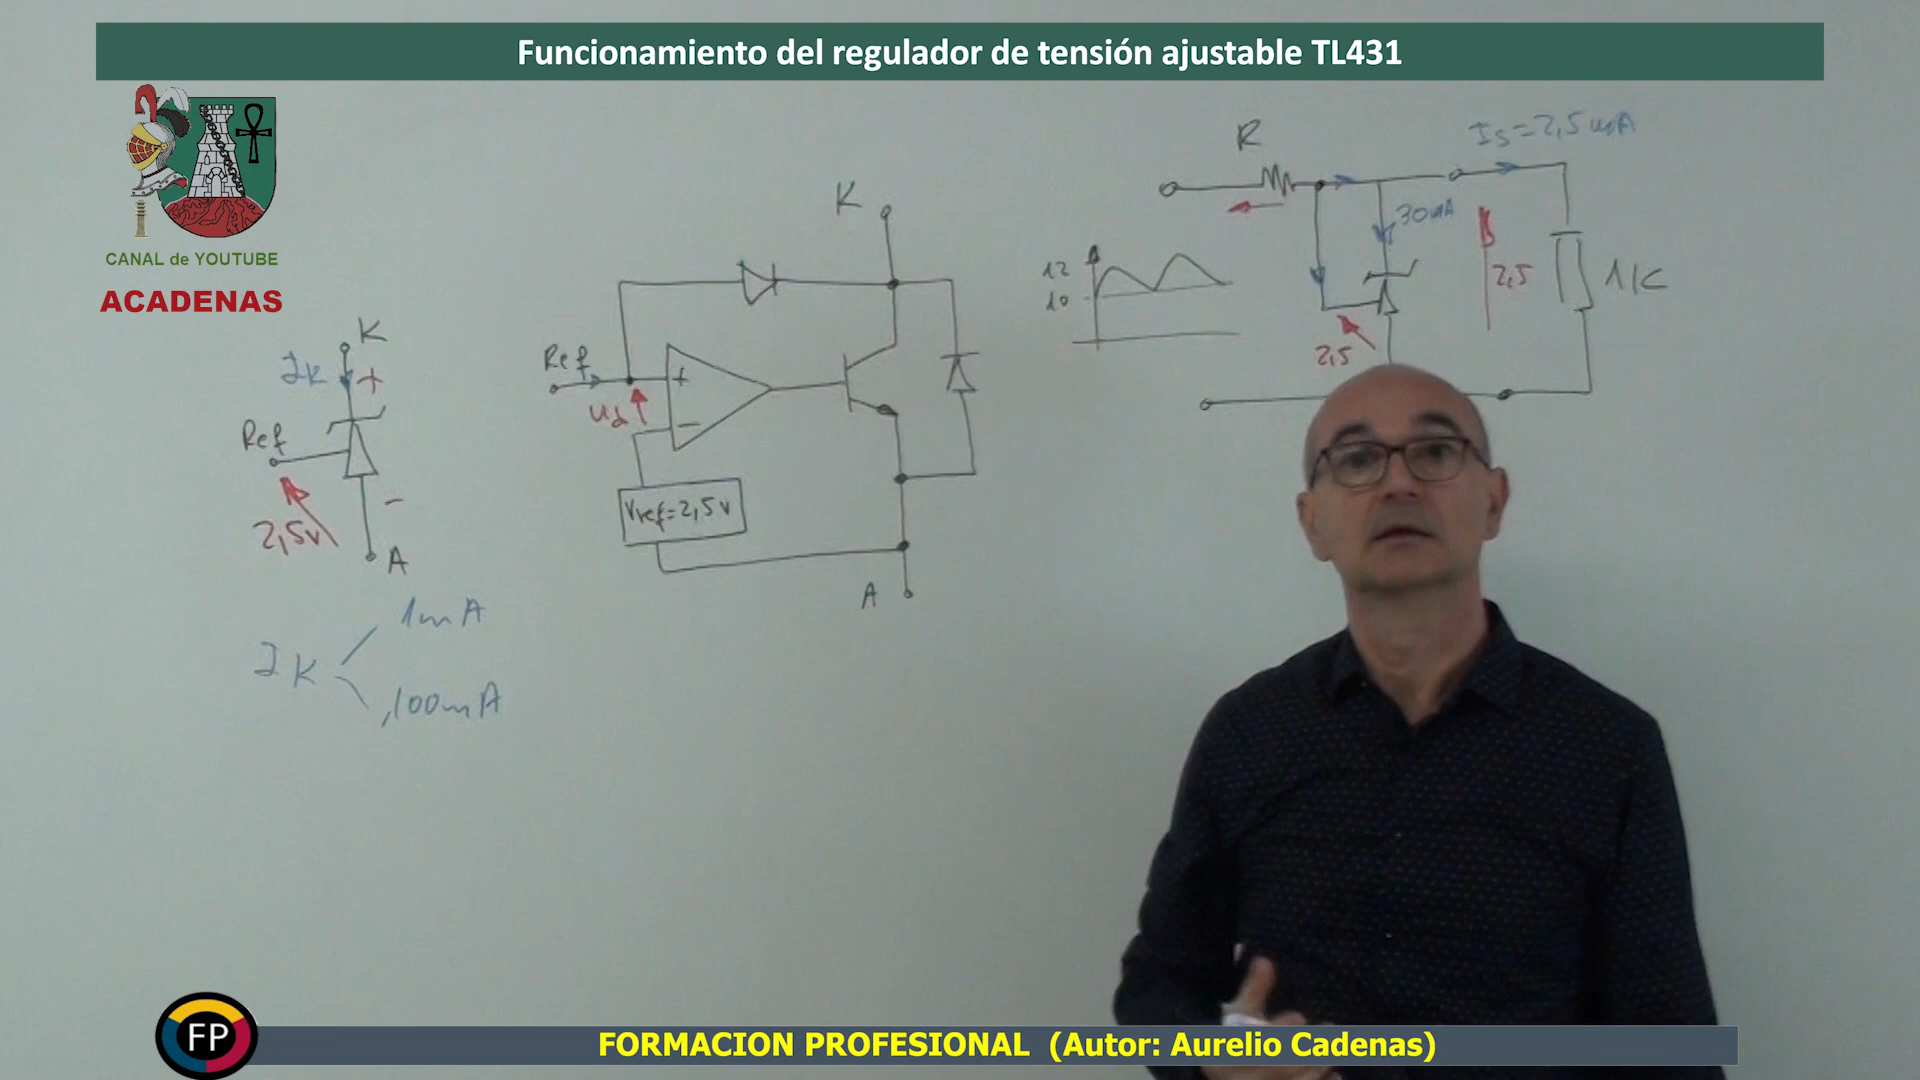 Funcionamiento del regulador de tensión ajustable TL431
CANAL de YOUTUBE
ACADENAS
K
IK
+
Ref
2,5v
-
A
IK
1mA
100mA
K
Ref
ud
+
-
Vref=2,5v
A
R
Is=2,5mA
30mA
12
10
2,5
2,5
1K
FP
FORMACION PROFESIONAL (Autor: Aurelio Cadenas)